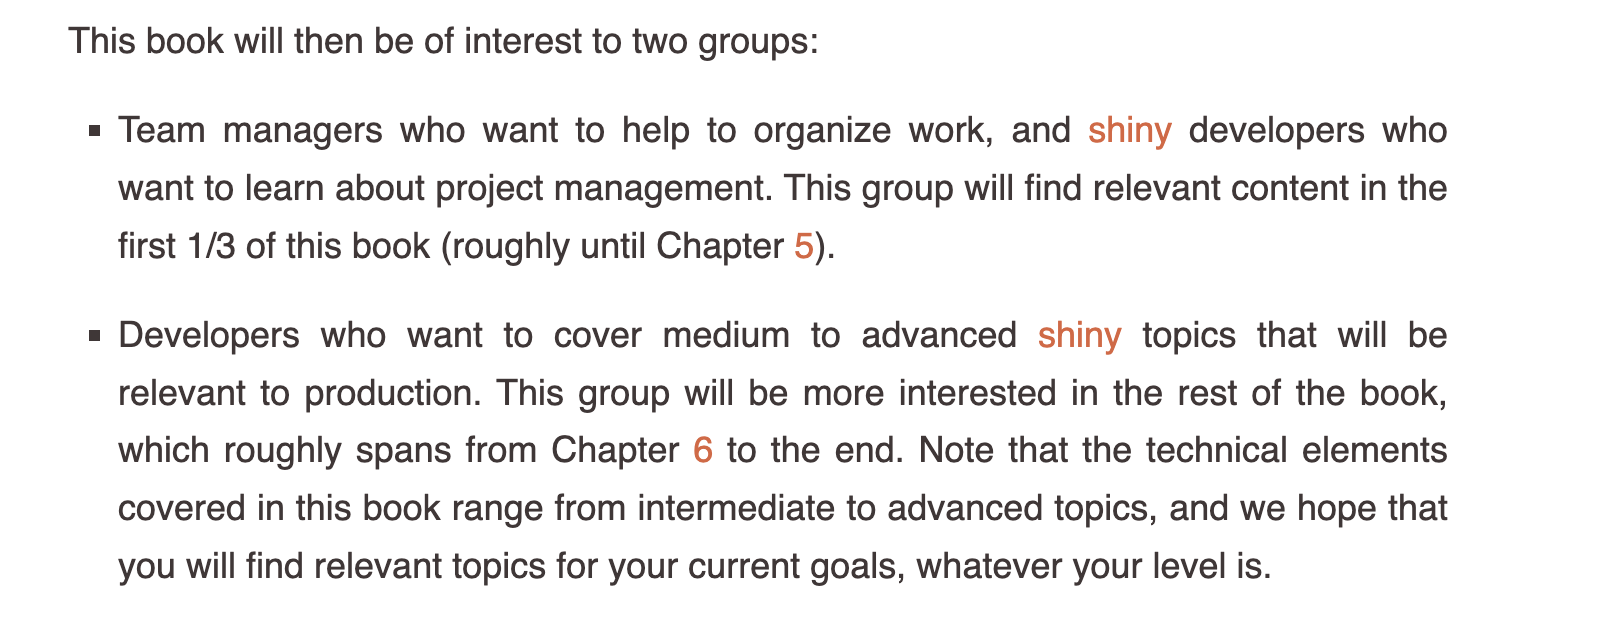 This book will then be of interest to two groups:
▪ Team managers who want to help to organize work, and shiny developers who
want to learn about project management. This group will find relevant content in the
first 1/3 of this book (roughly until Chapter 5).
▪ Developers who want to cover medium to advanced shiny topics that will be
relevant to production. This group will be more interested in the rest of the book,
which roughly spans from Chapter 6 to the end. Note that the technical elements
covered in this book range from intermediate to advanced topics, and we hope that
you will find relevant topics for your current goals, whatever your level is.